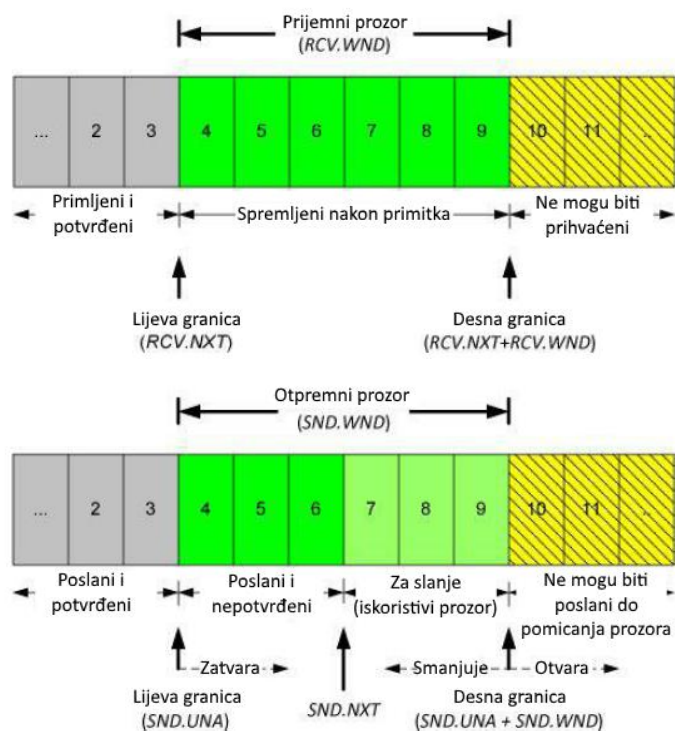 Prijemni prozor
(RCV.WND)
... 2 3 4 5 6 7 8 9 10 11 ..
Primljeni i
potvrđeni
Spremljeni nakon primitka
Ne mogu biti
prihvaćeni
Lijeva granica
(RCV.NXT)
Desna granica
(RCV.NXT+RCV.WND)
Otpremni prozor
(SND.WND)
... 2 3 4 5 6 7 8 9 10 11 ..
Poslani i
potvrđeni
Poslani i
nepotvrđeni
Za slanje
(iskoristivi prozor)
Ne mogu biti
poslani do
pomicanja prozora
Zatvara
Smanjuje
Otvara
Lijeva granica
(SND.UNA)
SND.NXT
Desna granica
(SND.UNA + SND.WND)